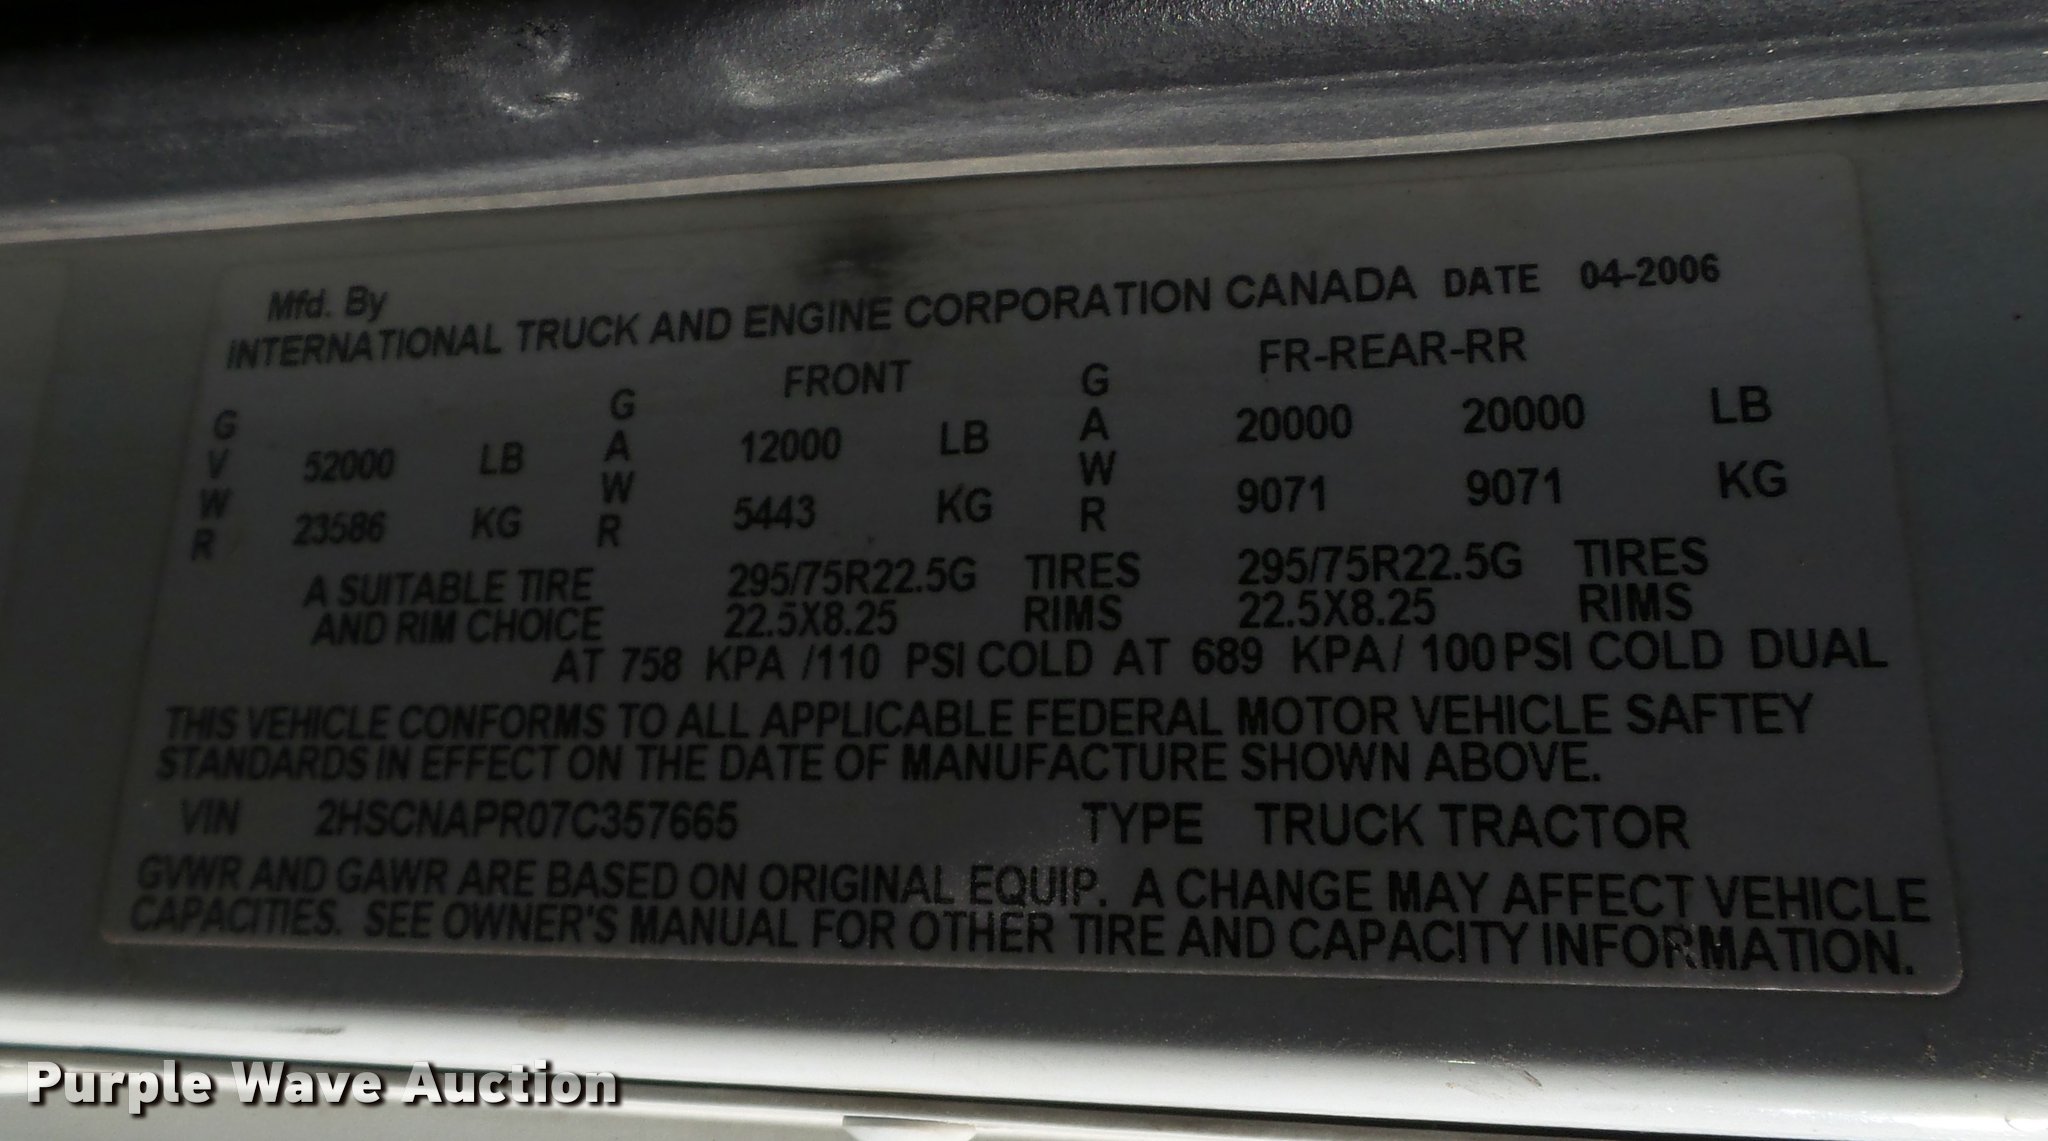 Mfd. By
INTERNATIONAL TRUCK AND ENGINE CORPORATION CANADA DATE 04-2006
FRONT FR-REAR-RR
GVWR 52000 LB GAWR 12000 LB GAWR 20000 20000 LB
23586 KG 5443 KG 9071 9071 KG
A SUITABLE TIRE 295/75R22.5G TIRES 295/75R22.5G TIRES
AND RIM CHOICE 22.5X8.25 RIMS 22.5X8.25 RIMS
AT 758 KPA /110 PSI COLD AT 689 KPA/ 100 PSI COLD DUAL
THIS VEHICLE CONFORMS TO ALL APPLICABLE FEDERAL MOTOR VEHICLE SAFTEY
STANDARDS IN EFFECT ON THE DATE OF MANUFACTURE SHOWN ABOVE.
VIN 2HSCNAPR07C357665 TYPE TRUCK TRACTOR
GVWR AND GAWR ARE BASED ON ORIGINAL EQUIP. A CHANGE MAY AFFECT VEHICLE
CAPACITIES. SEE OWNER'S MANUAL FOR OTHER TIRE AND CAPACITY INFORMATION.
Purple Wave Auction